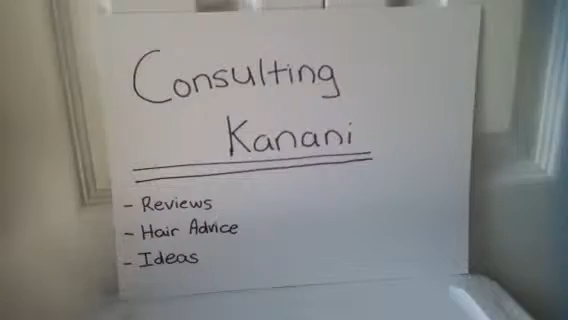 Consulting
Kanani
- Reviews
- Hair Advice
- Ideas